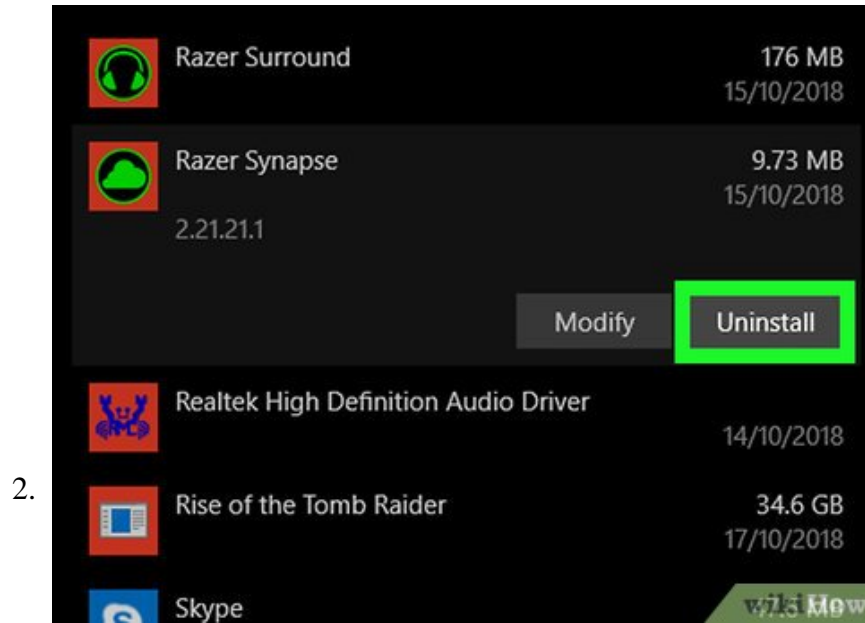 Razer Surround 176 MB
15/10/2018
Razer Synapse 9.73 MB
15/10/2018
2.21.21.1
Modify Uninstall
Realtek High Definition Audio Driver
14/10/2018
2.
Rise of the Tomb Raider 34.6 GB
17/10/2018
Skype
wikiHow